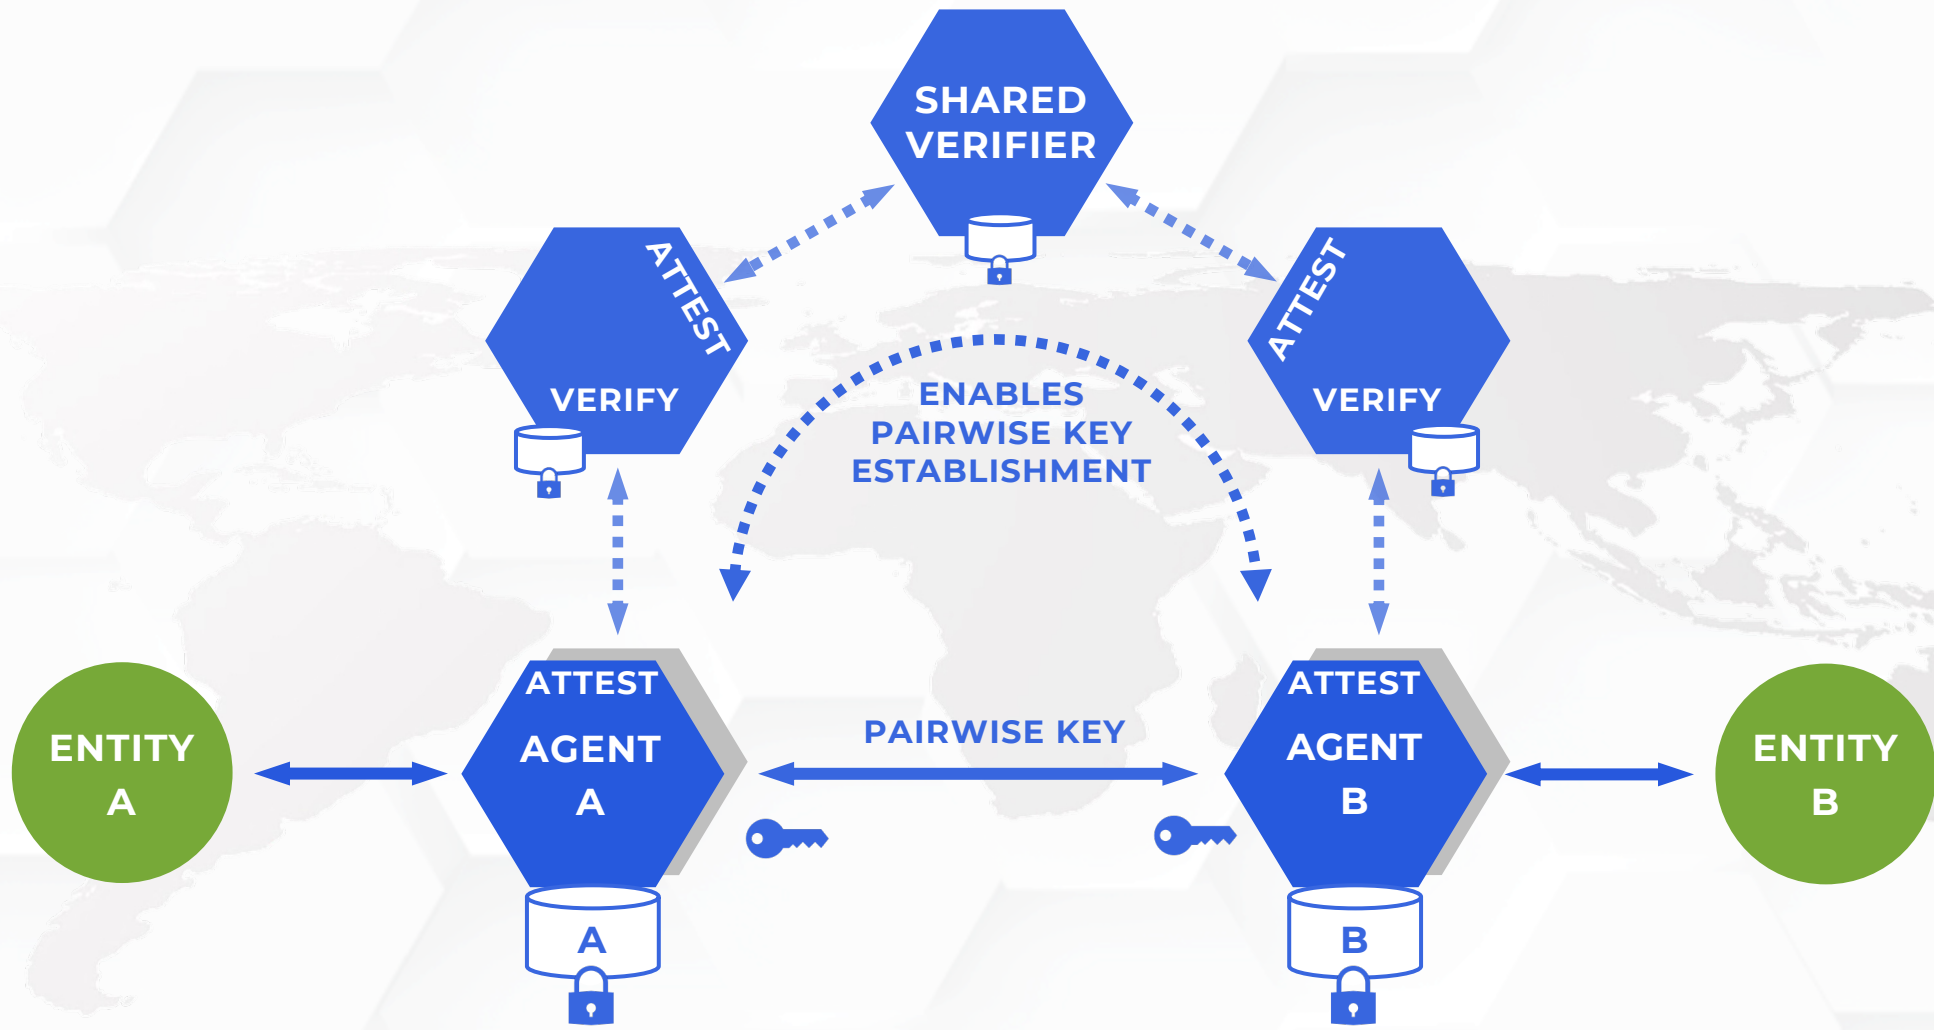 SHARED
VERIFIER
ATTEST
VERIFY
ATTEST
VERIFY
ENABLES
PAIRWISE KEY
ESTABLISHMENT
ENTITY
A
ATTEST
AGENT
A
A
PAIRWISE KEY
ATTEST
AGENT
B
B
ENTITY
B